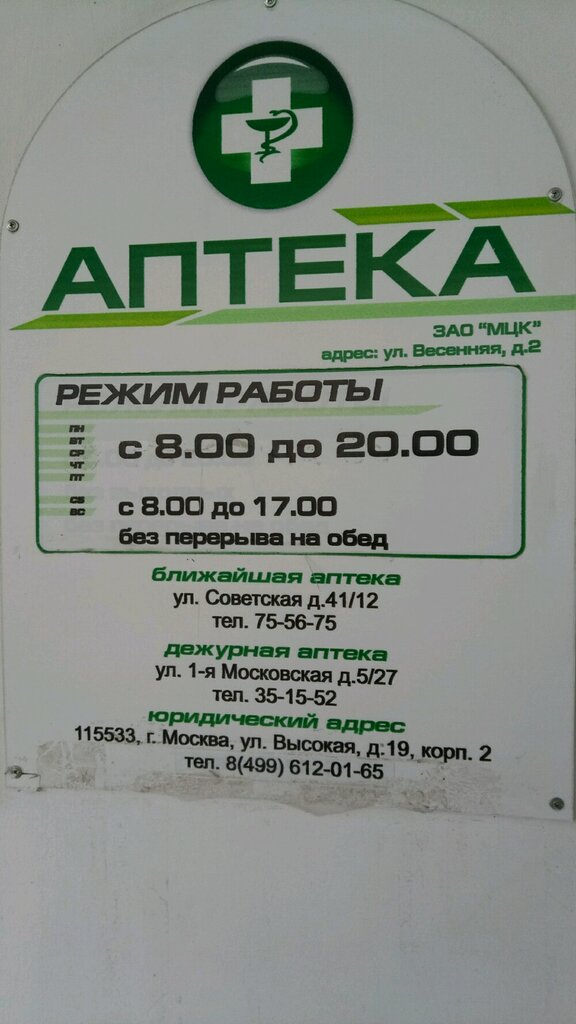 АПТЕКА
ЗАО "МЦК"
адрес: ул. Весенняя, д.2
РЕЖИМ РАБОТЫ
ПН
ВТ
СР
ЧТ
ПТ
с 8.00 до 20.00
СБ
ВС
с 8.00 до 17.00
без перерыва на обед
ближайшая аптека
ул. Советская д.41/12
тел. 75-56-75
дежурная аптека
ул. 1-я Московская д.5/27
тел. 35-15-52
юридический адрес
115533, г. Москва, ул. Высокая, д.19, корп. 2
тел. 8(499) 612-01-65